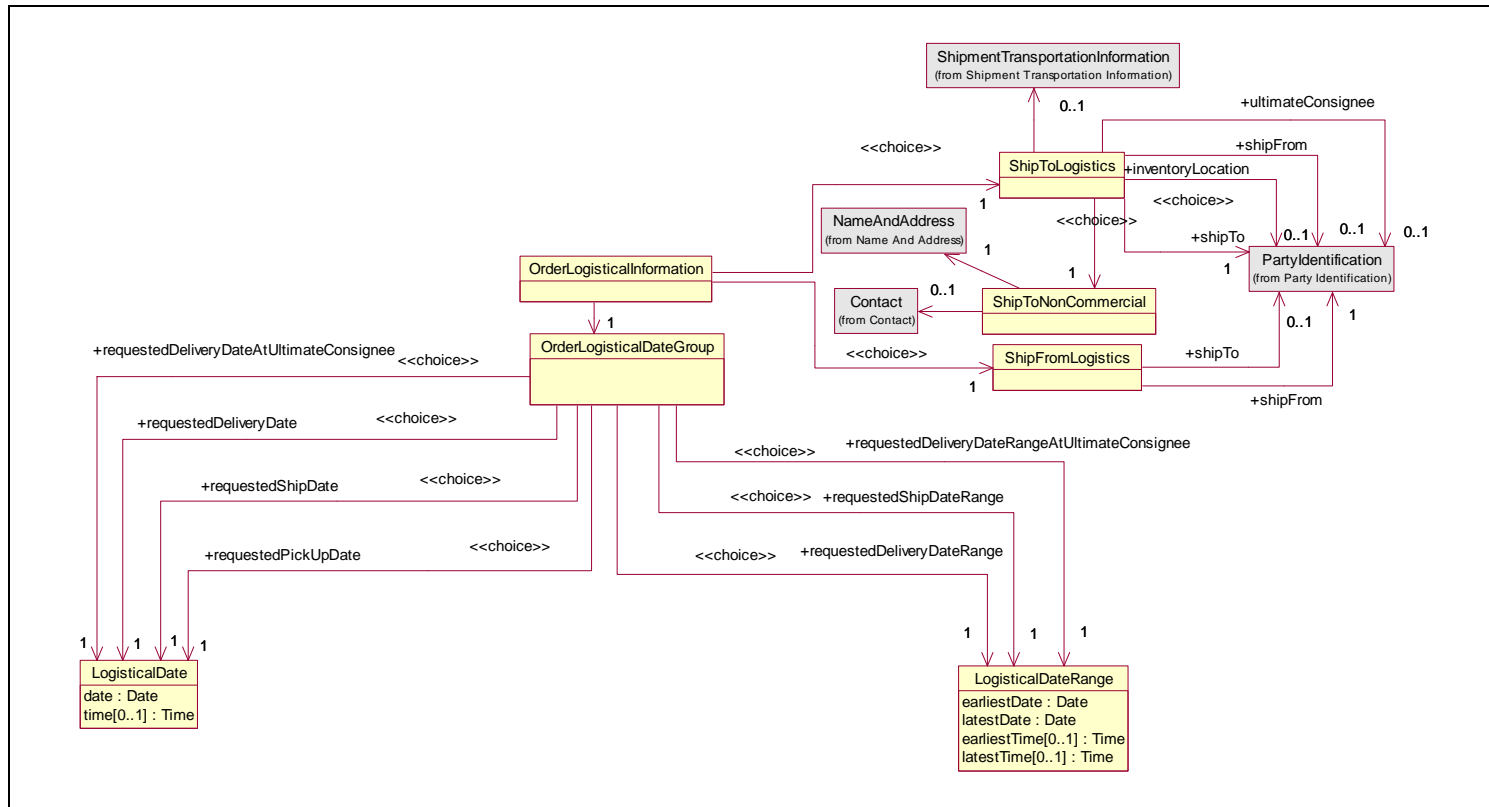 ShipmentTransportationInformation
(from Shipment Transportation Information)
0..1
+ultimateConsignee
<<choice>>
+shipFrom
ShipToLogistics
+inventoryLocation
<<choice>>
1
NameAndAddress
(from Name And Address)
<<choice>>
+shipTo
0..1
0..1
0..1
1
1
1
PartyIdentification
(from Party Identification)
OrderLogisticalInformation
Contact
(from Contact)
0..1
ShipToNonCommercial
1
0..1
1
OrderLogisticalDateGroup
<<choice>>
ShipFromLogistics
+shipTo
1
+shipFrom
+requestedDeliveryDateAtUltimateConsignee
<<choice>>
+requestedDeliveryDate
<<choice>>
+requestedDeliveryDateRangeAtUltimateConsignee
<<choice>>
+requestedShipDate
<<choice>>
<<choice>>
+requestedShipDateRange
+requestedPickUpDate
<<choice>>
<<choice>>
+requestedDeliveryDateRange
1
1
1
1
1
1
1
LogisticalDate
date : Date
time[0..1] : Time
LogisticalDateRange
earliestDate : Date
latestDate : Date
earliestTime[0..1] : Time
latestTime[0..1] : Time